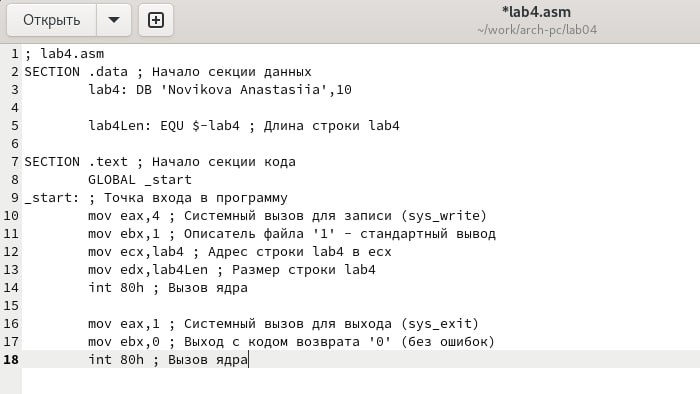 Открыть
*lab4.asm
~/work/arch-pc/lab04
1 ; lab4.asm
2 SECTION .data ; Начало секции данных
3 lab4: DB 'Novikova Anastasiia',10
4
5 lab4Len: EQU $-lab4 ; Длина строки lab4
6
7 SECTION .text ; Начало секции кода
8 GLOBAL _start
9 _start: ; Точка входа в программу
10 mov eax,4 ; Системный вызов для записи (sys_write)
11 mov ebx,1 ; Описатель файла '1' - стандартный вывод
12 mov ecx,lab4 ; Адрес строки lab4 в ecx
13 mov edx,lab4Len ; Размер строки lab4
14 int 80h ; Вызов ядра
15
16 mov eax,1 ; Системный вызов для выхода (sys_exit)
17 mov ebx,0 ; Выход с кодом возврата '0' (без ошибок)
18 int 80h ; Вызов ядра